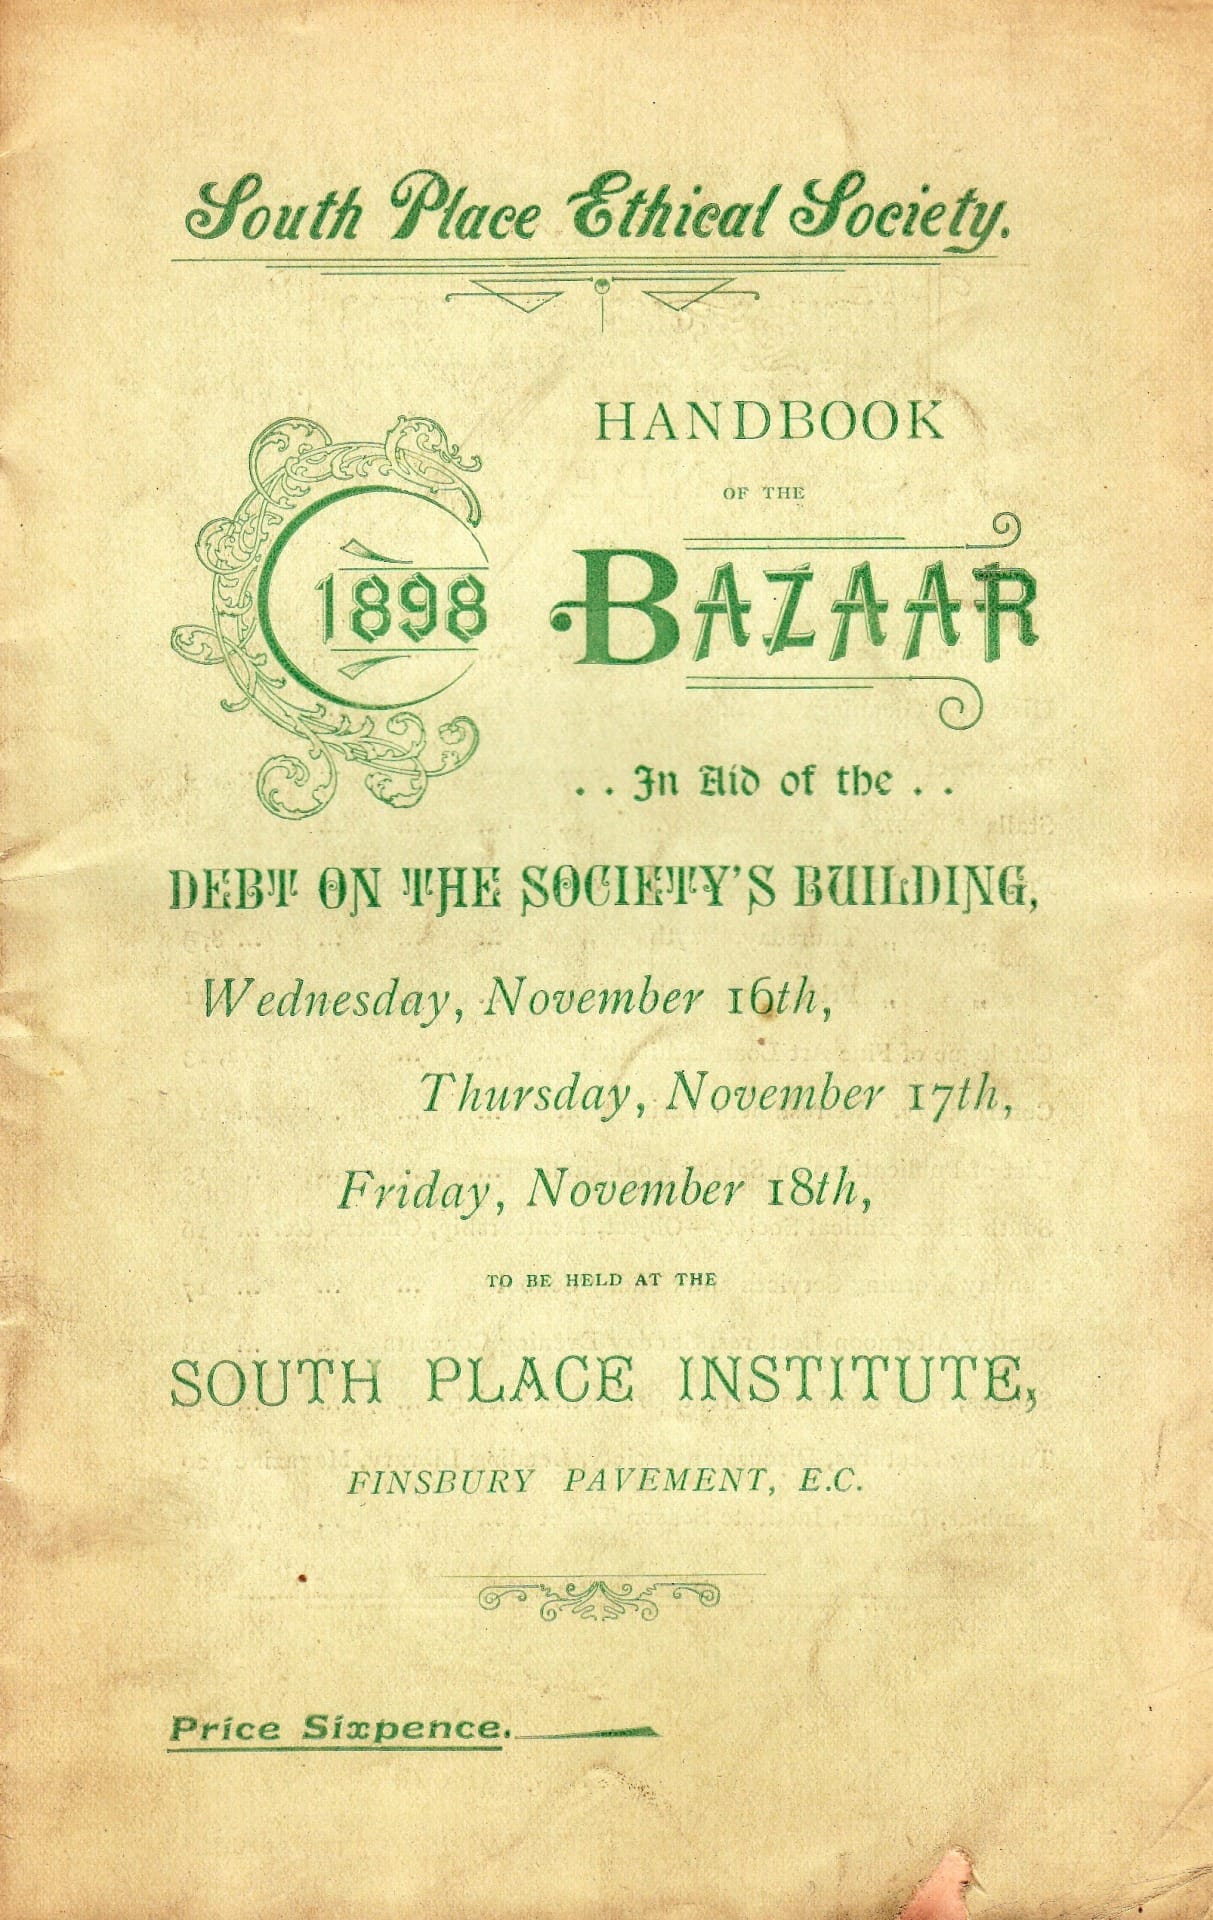 South Place Ethical Society.
HANDBOOK
OF THE
1898
BAZAAR
. . In Aid of the . .
DEBT ON THE SOCIETY'S BUILDING,
Wednesday, November 16th,
Thursday, November 17th,
Friday, November 18th,
TO BE HELD AT THE
SOUTH PLACE INSTITUTE,
FINSBURY PAVEMENT, E.C.
Price Sixpence.